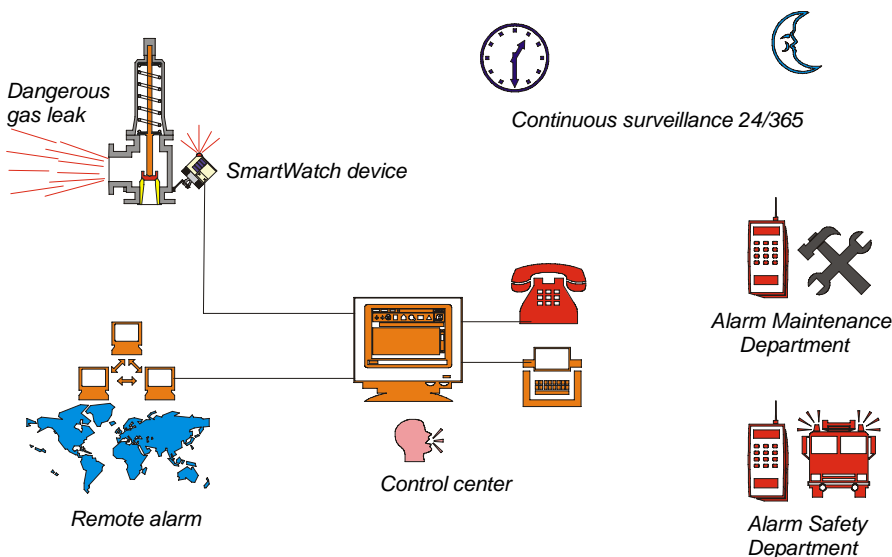 Dangerous
gas leak
Continuous surveillance 24/365
SmartWatch device
Alarm Maintenance
Department
Control center
Remote alarm
Alarm Safety
Department